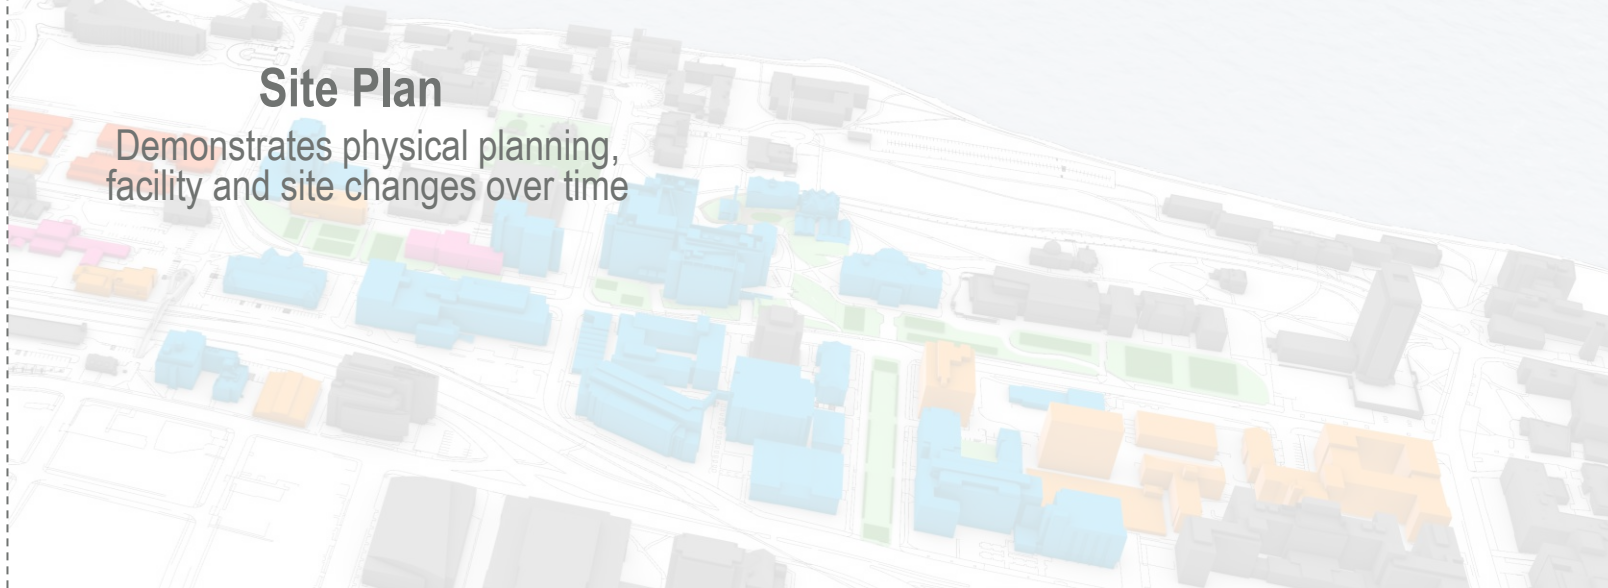 Site Plan
Demonstrates physical planning,
facility and site changes over time